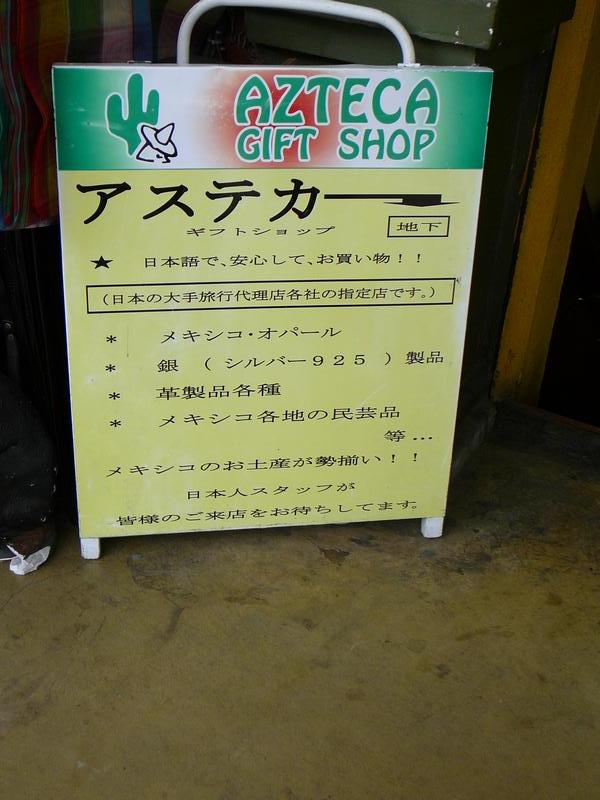 AZTECA
GIFT SHOP
アステカ
地下
ギフトショップ
★ 日本語で、安心して、お買い物！！
（日本の大手旅行代理店各社の指定店です。）
* メキシコ・オパール
* 銀 （ シルバー９２５ ） 製品
* 革製品各種
* メキシコ各地の民芸品
等…
メキシコのお土産が勢揃い！！
日本人スタッフが
皆様のご来店をお待ちしてます。